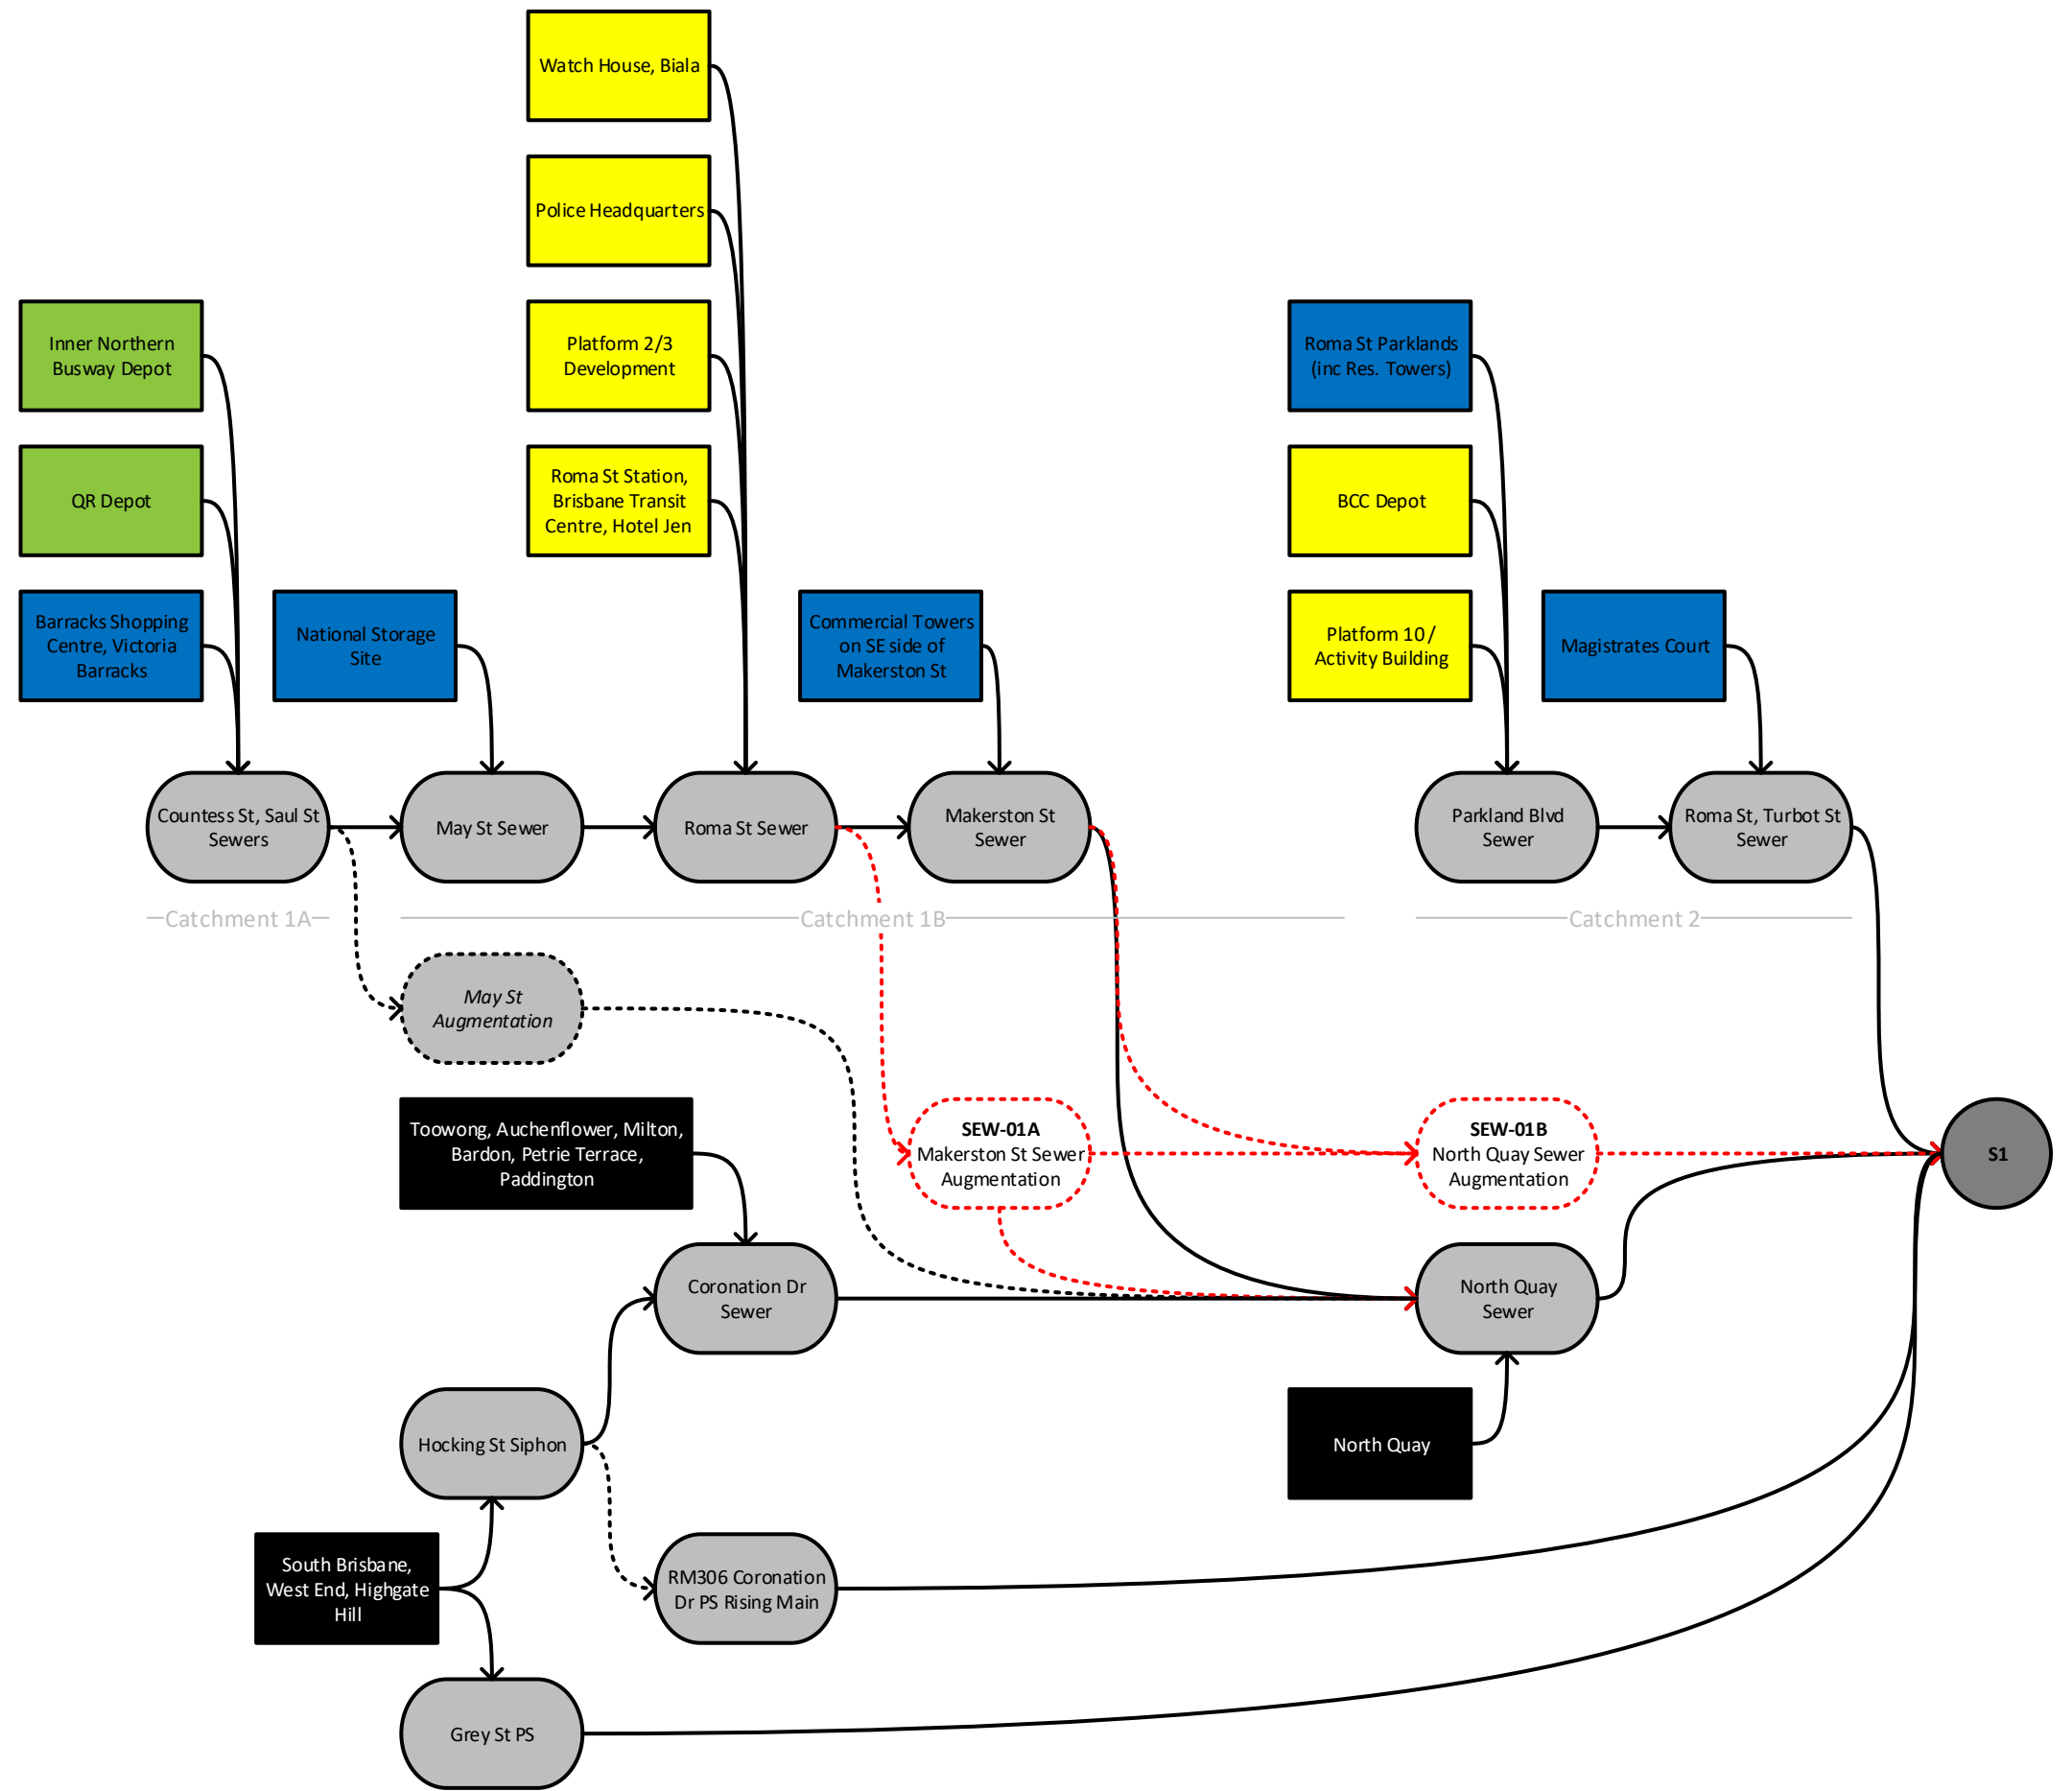 Watch House, Biala
Police Headquarters
Inner Northern
Busway Depot
Platform 2/3
Development
Roma St Parklands
(inc Res. Towers)
QR Depot
Roma St Station,
Brisbane Transit
Centre, Hotel Jen
BCC Depot
Barracks Shopping
Centre, Victoria
Barracks
National Storage
Site
Commercial Towers
on SE side of
Makerston St
Platform 10/
Activity Building
Magistrates Court
Countess St, Saul St
Sewers
May St Sewer
Roma St Sewer
Makerston St
Sewer
Parkland Blvd
Sewer
Roma St, Turbot St
Sewer
Catchment 1A
Catchment 1B
Catchment 2
May St
Augmentation
Toowong, Auchenflower, Milton,
Bardon, Petrie Terrace,
Paddington
SEW-01A
Makerston St Sewer
Augmentation
SEW-01B
North Quay Sewer
Augmentation
S1
Coronation Dr
Sewer
North Quay
Sewer
Hocking St Siphon
North Quay
South Brisbane,
West End, Highgate
Hill
RM306 Coronation
Dr PS Rising Main
Grey St PS